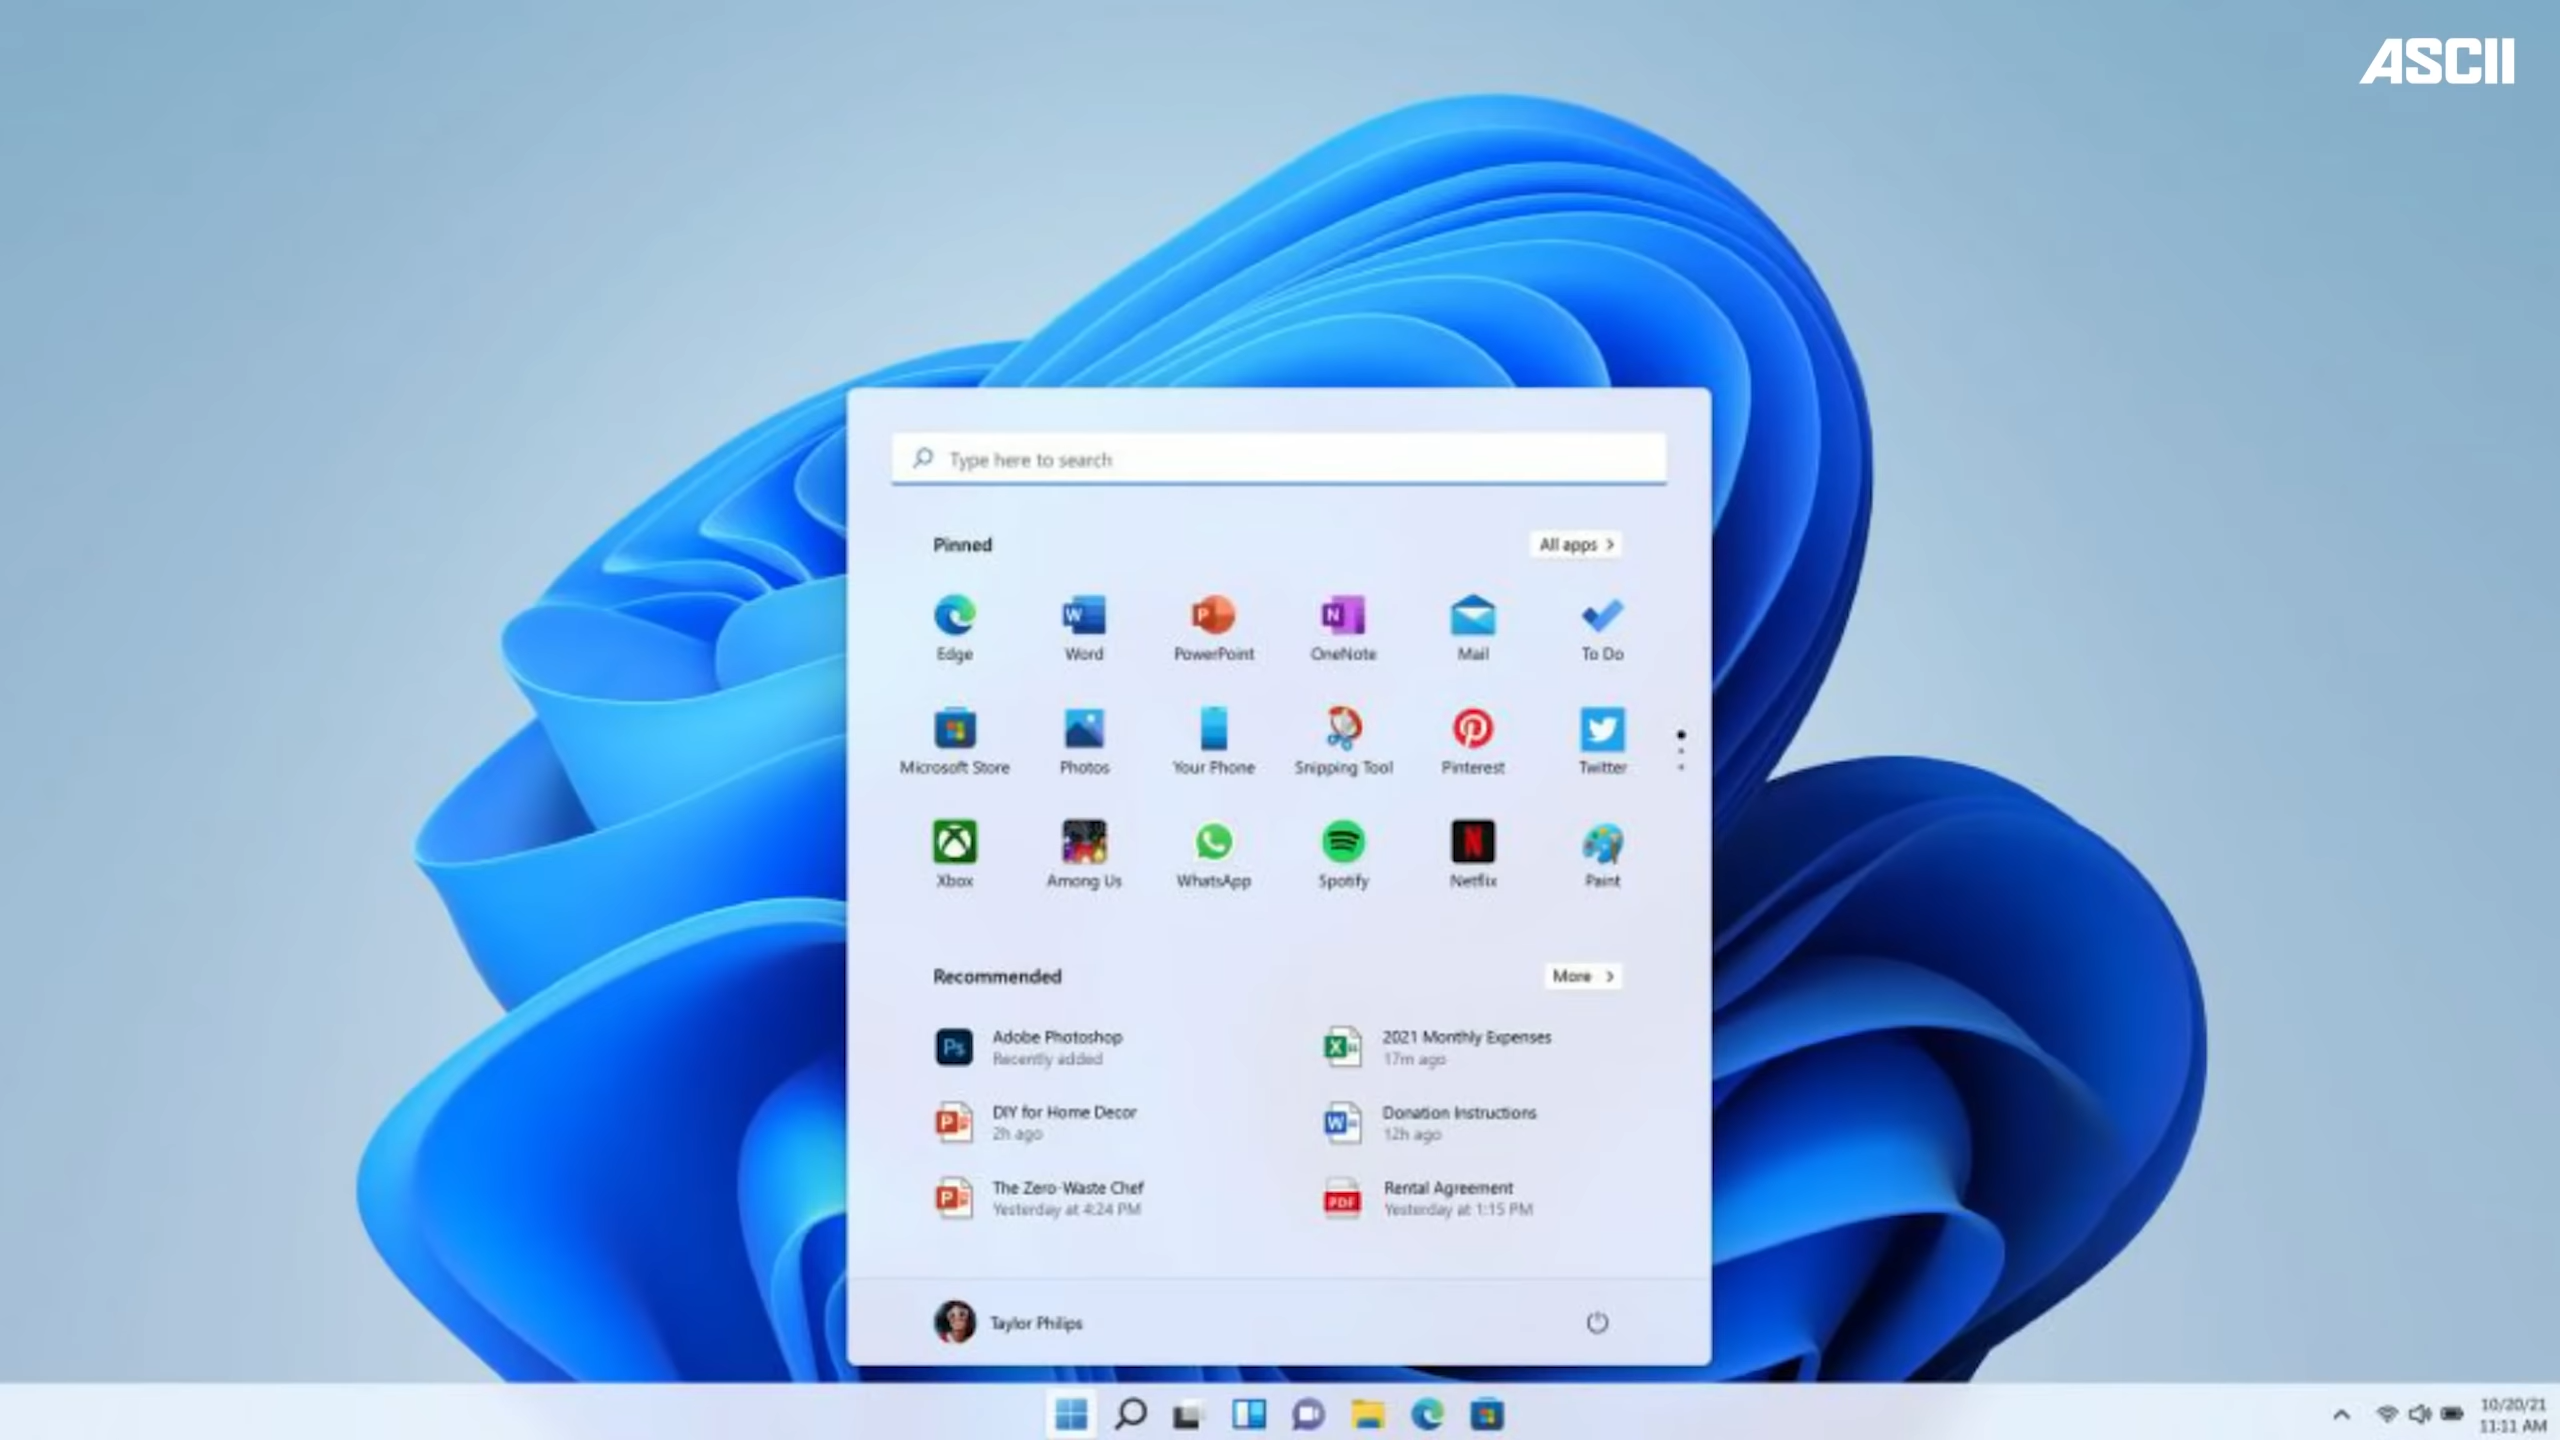 ASCII
Type here to search
Pinned
All apps
Edge
Word
PowerPoint
OneNote
Mail
To Do
Microsoft Store
Photos
Your Phone
Snipping Tool
Pinterest
Twitter
Xbox
Among Us
WhatsApp
Spotify
Netflix
Paint
Recommended
More
Ps
Adobe Photoshop
Recently added
2021 Monthly Expenses
17m ago
DIY for Home Decor
2h ago
Donation Instructions
12h ago
The Zero-Waste Chef
Yesterday at 4:24 PM
PDF
Rental Agreement
Yesterday at 1:15 PM
Taylor Philips
10/20/21
11:11 AM